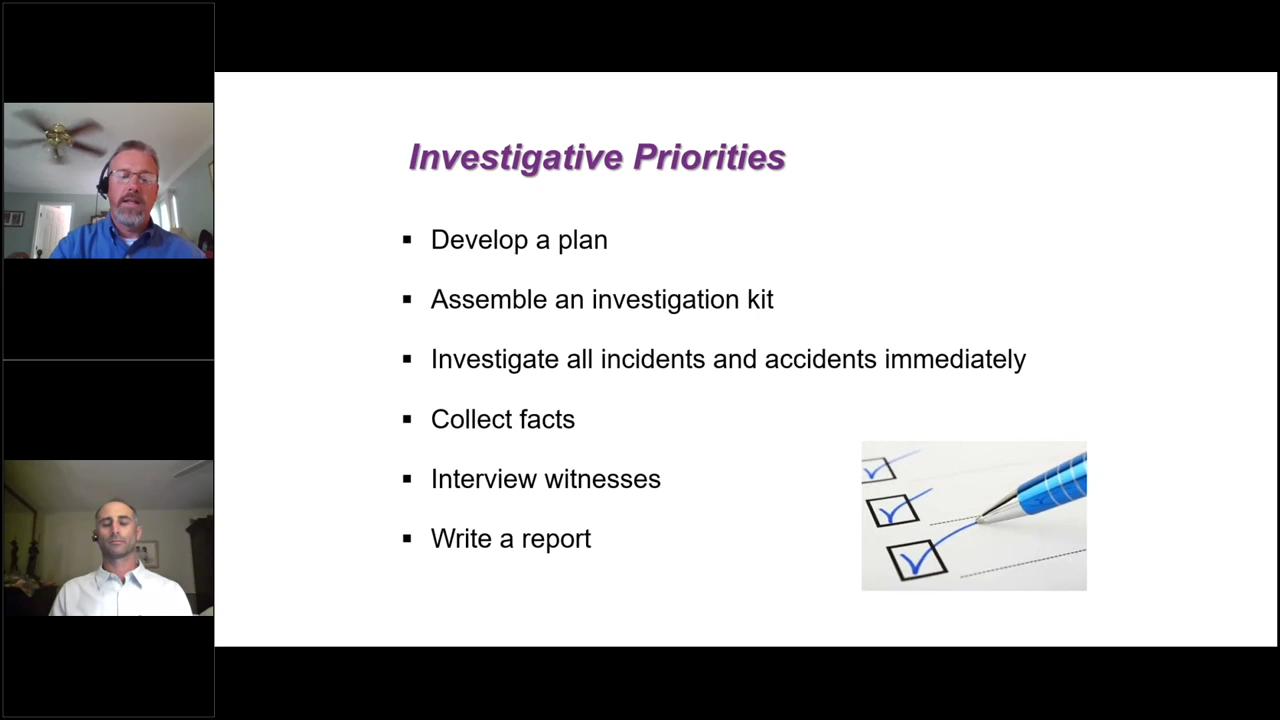 Investigative Priorities
▪ Develop a plan
▪ Assemble an investigation kit
▪ Investigate all incidents and accidents immediately
▪ Collect facts
▪ Interview witnesses
▪ Write a report